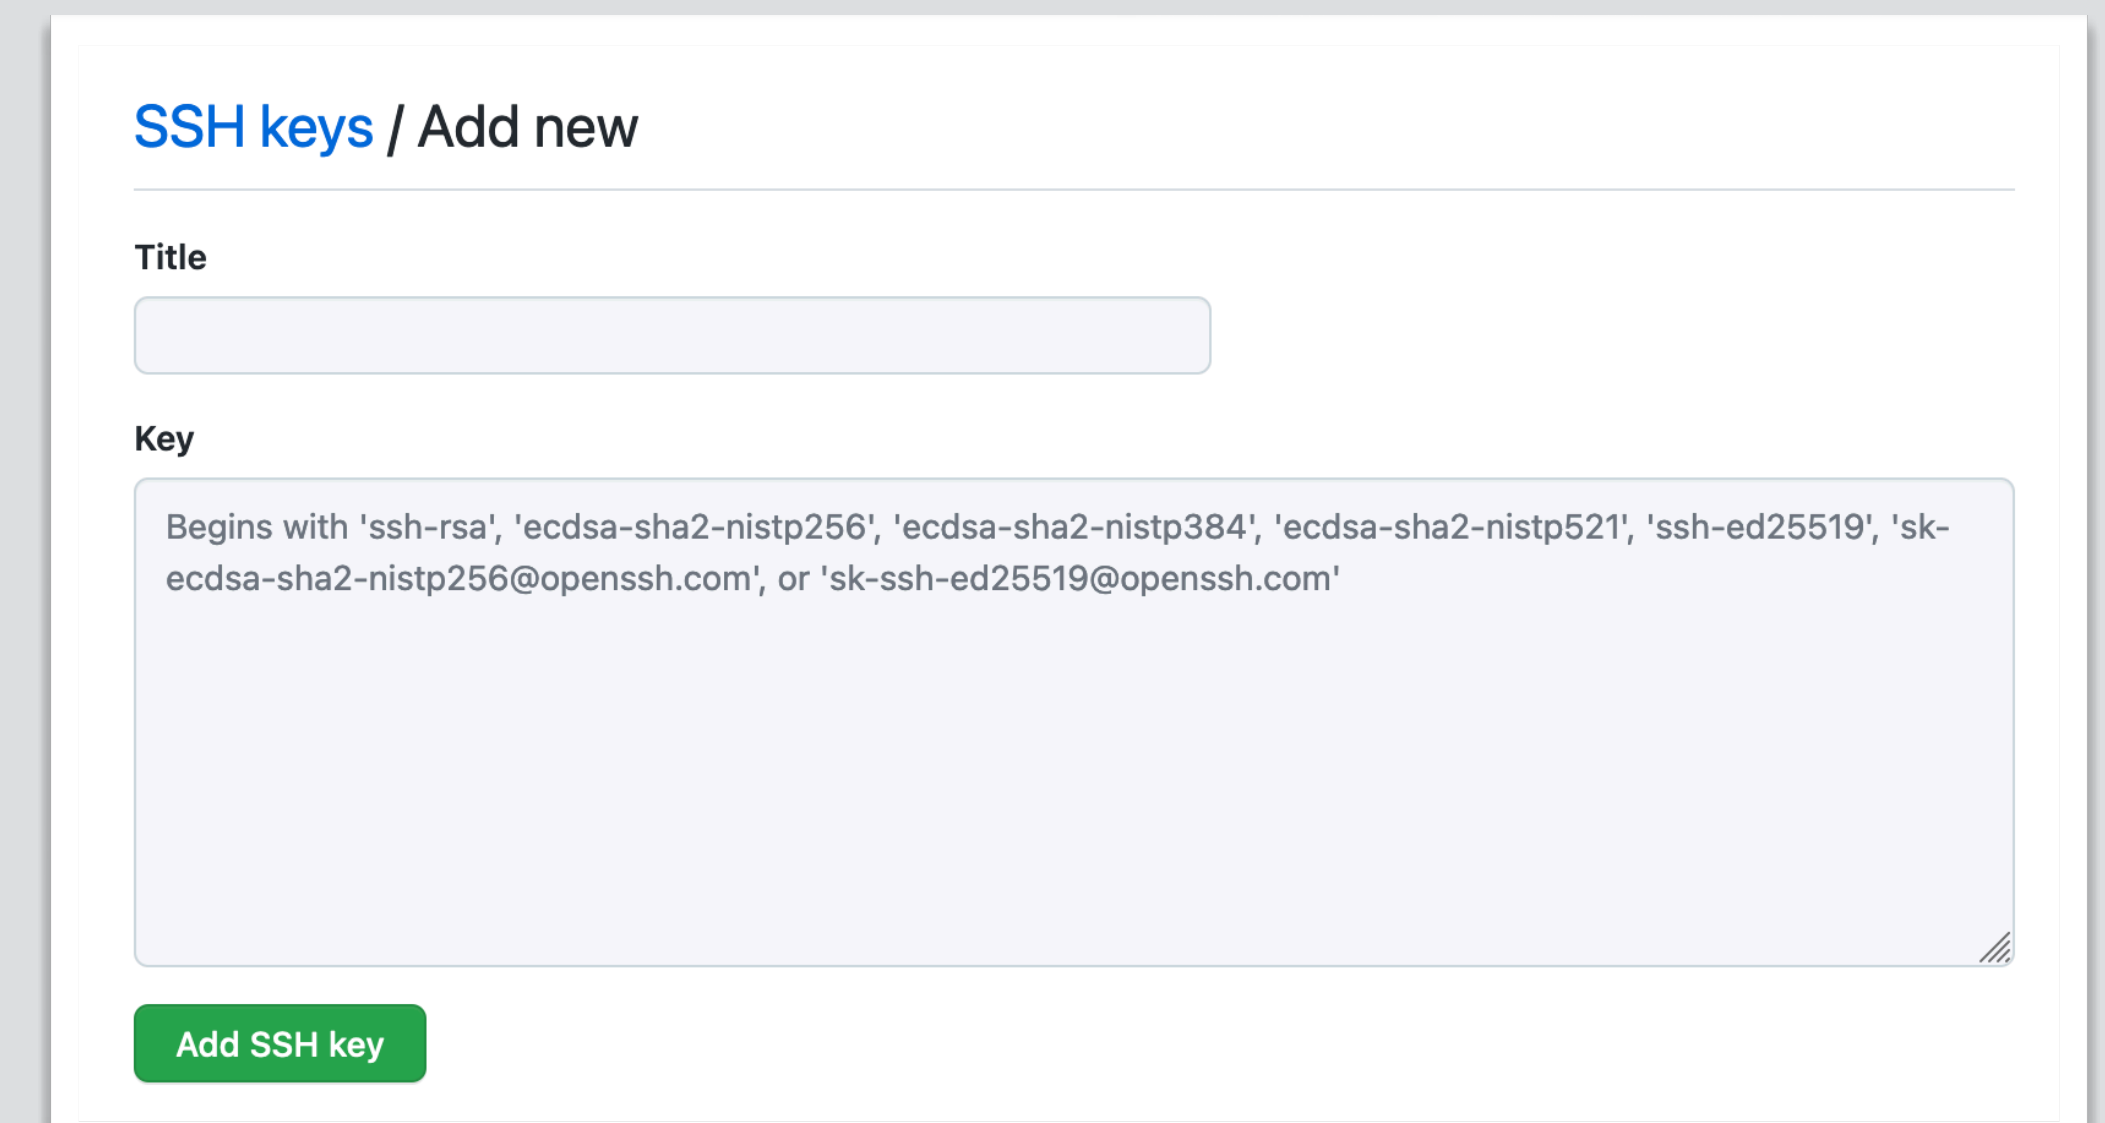 SSH keys / Add new
Title
Key
Begins with 'ssh-rsa', 'ecdsa-sha2-nistp256', 'ecdsa-sha2-nistp384', 'ecdsa-sha2-nistp521', 'ssh-ed25519', 'sk-
ecdsa-sha2-nistp256@openssh.com', or 'sk-ssh-ed25519@openssh.com'
Add SSH key